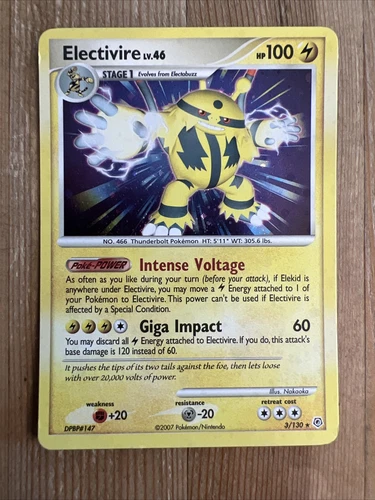 Electivire LV.46 HP 100
STAGE 1 Evolves from Electabuzz
NO. 466 Thunderbolt Pokémon HT: 5'11" WT: 305.6 lbs.
Poké-POWER Intense Voltage
As often as you like during your turn (before your attack), if Elekid is
anywhere under Electivire, you may move a Energy attached to 1
of your Pokémon to Electivire. This power can't be used if Electivire is
affected by a Special Condition.
Giga Impact 60
You may discard all Energy attached to Electivire. If you do, this attack's
base damage is 120 instead of 60.
It pushes the tips of its two tails against the foe, then lets loose
with over 20,000 volts of power.
Illus. Nakaoka
weakness resistance retreat cost
+20 -20
DPBP#147 ©2007 Pokémon/Nintendo 3/130 ★